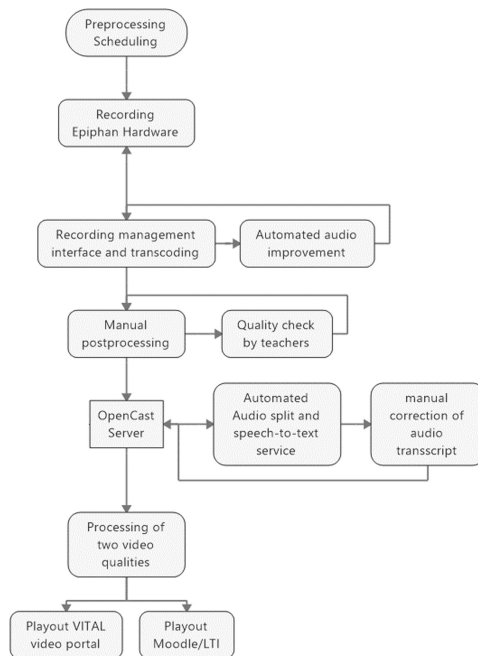 Preprocessing
Scheduling
Recording
Epiphan Hardware
Recording management
interface and transcoding
Automated audio
improvement
Manual
postprocessing
Quality check
by teachers
OpenCast
Server
Automated
Audio split and
speech-to-text
service
manual
correction of
audio
transscript
Processing of
two video
qualities
Playout VITAL
video portal
Playout
Moodle/LTI